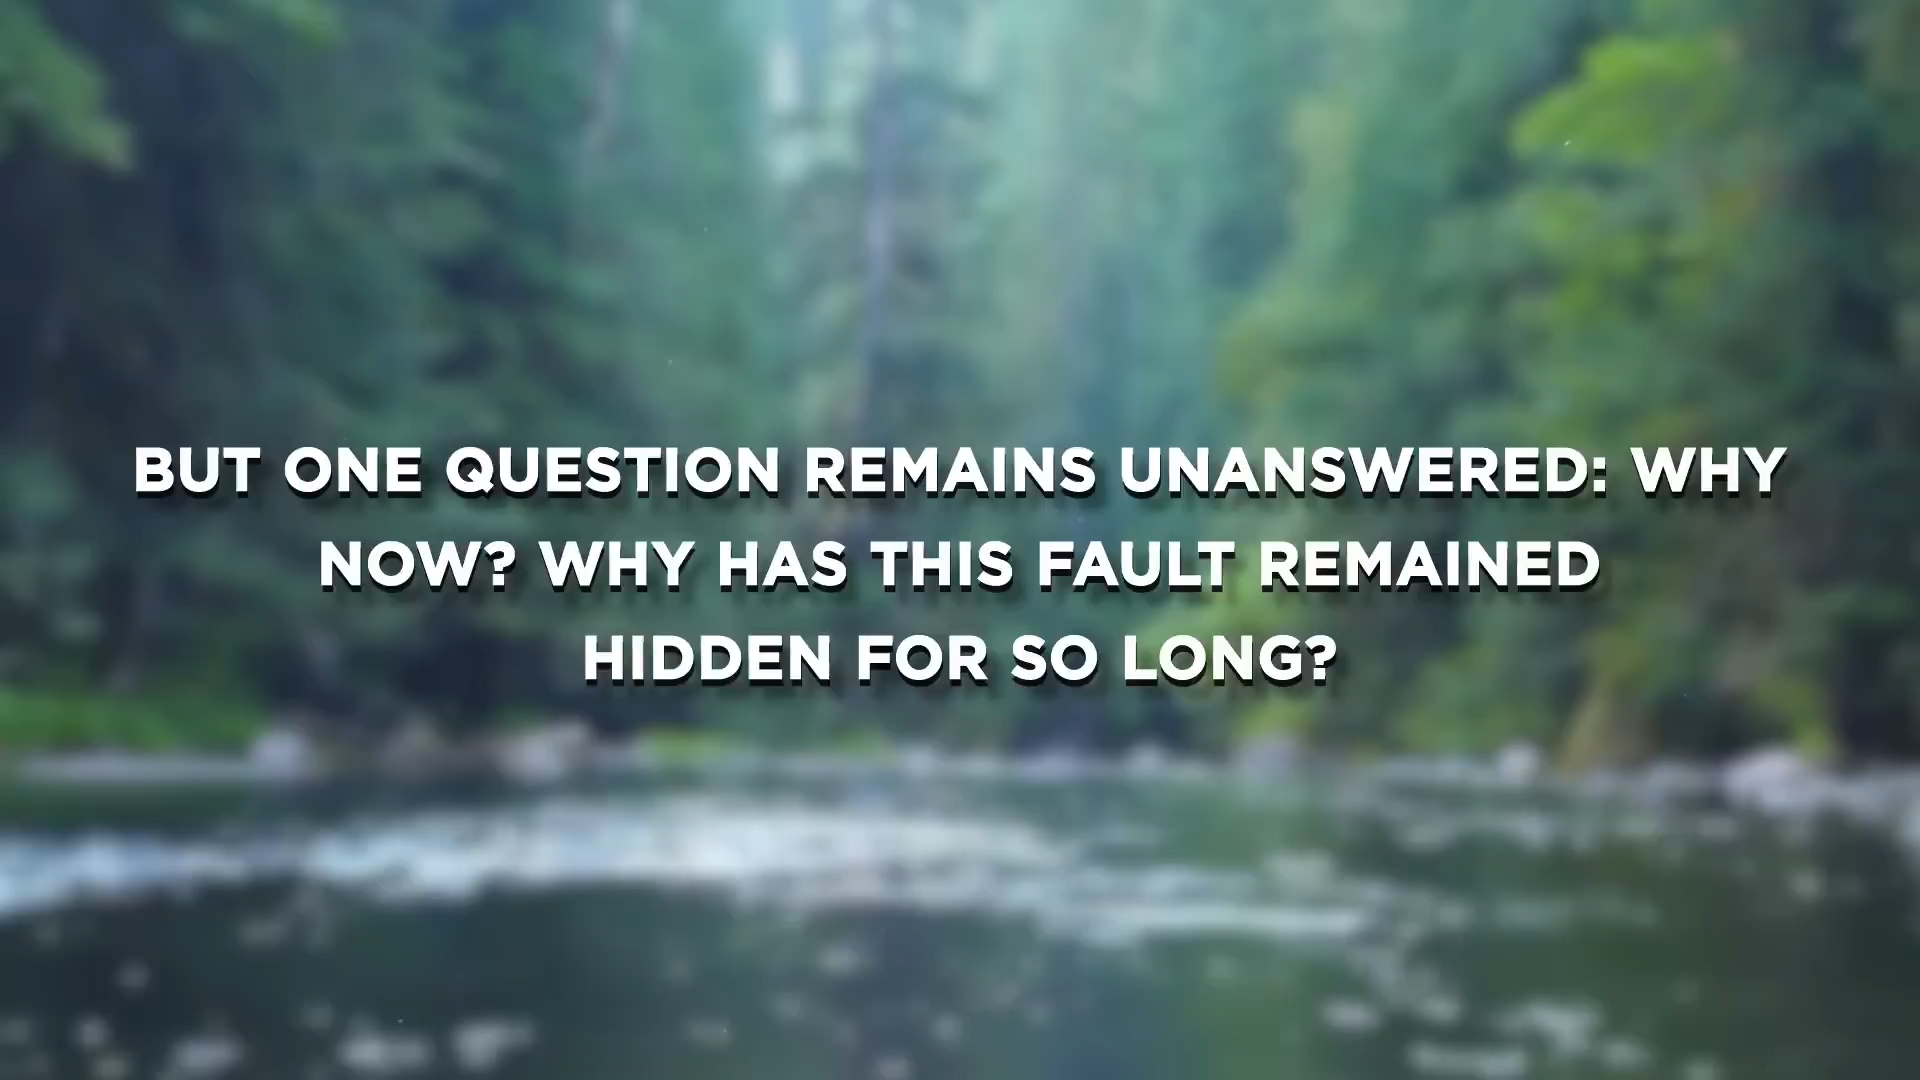 BUT ONE QUESTION REMAINS UNANSWERED: WHY
NOW? WHY HAS THIS FAULT REMAINED
HIDDEN FOR SO LONG?